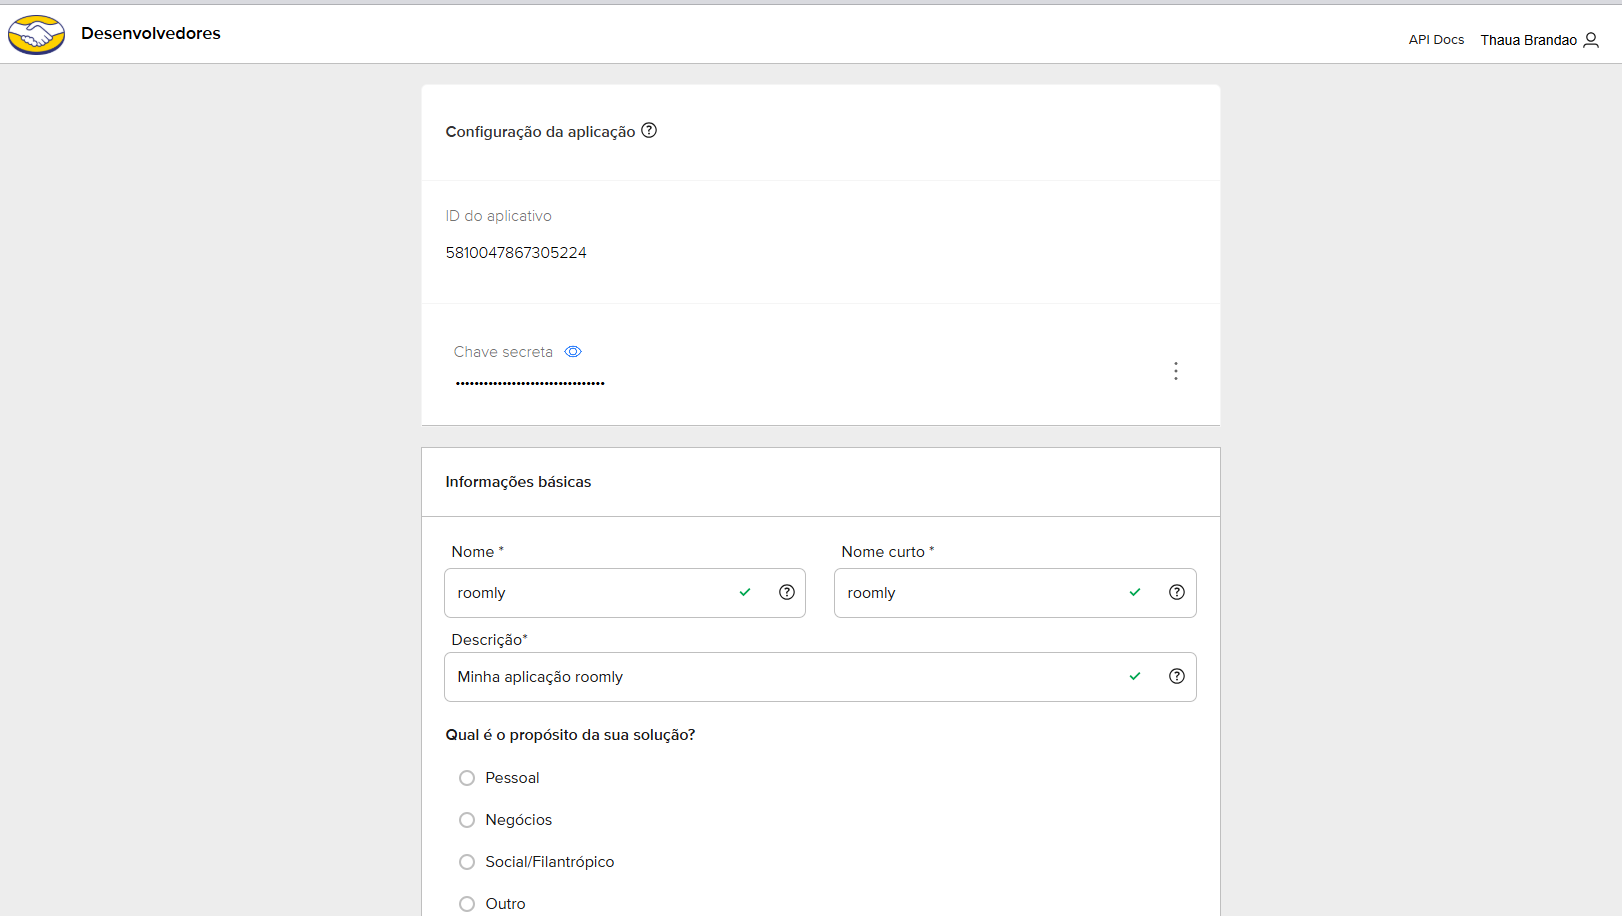 Desenvolvedores
API Docs Thaua Brandao
Configuração da aplicação
ID do aplicativo
5810047867305224
Chave secreta
••••••••••••••••••••••••••••••••
Informações básicas
Nome * Nome curto *
roomly roomly
Descrição*
Minha aplicação roomly
Qual é o propósito da sua solução?
Pessoal
Negócios
Social/Filantrópico
Outro